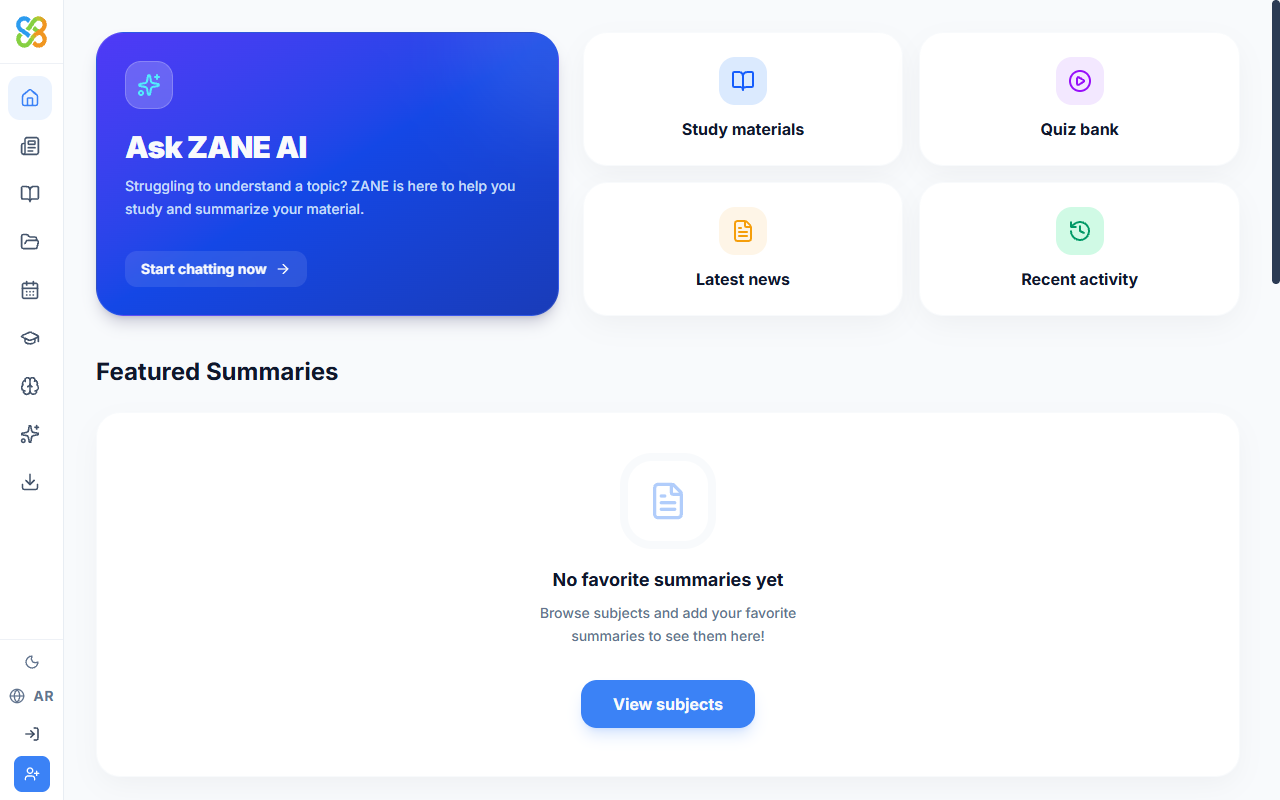 Ask ZANE AI
Struggling to understand a topic? ZANE is here to help you
study and summarize your material.
Start chatting now
Study materials
Quiz bank
Latest news
Recent activity
Featured Summaries
No favorite summaries yet
Browse subjects and add your favorite
summaries to see them here!
View subjects
AR